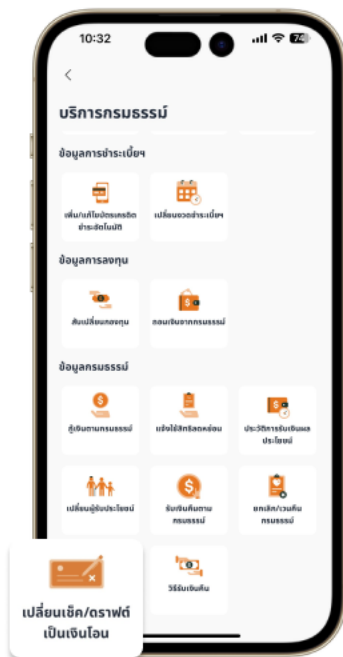 10:32
72
บริการกรมธรรม์
ข้อมูลการชำระเบี้ยฯ
เพิ่ม/แก้ไขบัตรเครดิต
ชำระอัตโนมัติ
เปลี่ยนงวดชำระเบี้ยฯ
ข้อมูลการลงทุน
สับเปลี่ยนกองทุน
ถอนเงินจากกรมธรรม์
ข้อมูลกรมธรรม์
กู้เงินตามกรมธรรม์
แจ้งใช้สิทธิลดหย่อน
ประวัติการรับเงินผล
ประโยชน์
เปลี่ยนผู้รับประโยชน์
รับเงินคืนตาม
กรมธรรม์
ยกเลิก/เวนคืน
กรมธรรม์
เปลี่ยนเช็ค/ดราฟต์
เป็นเงินโอน
วิธีรับเงินคืน